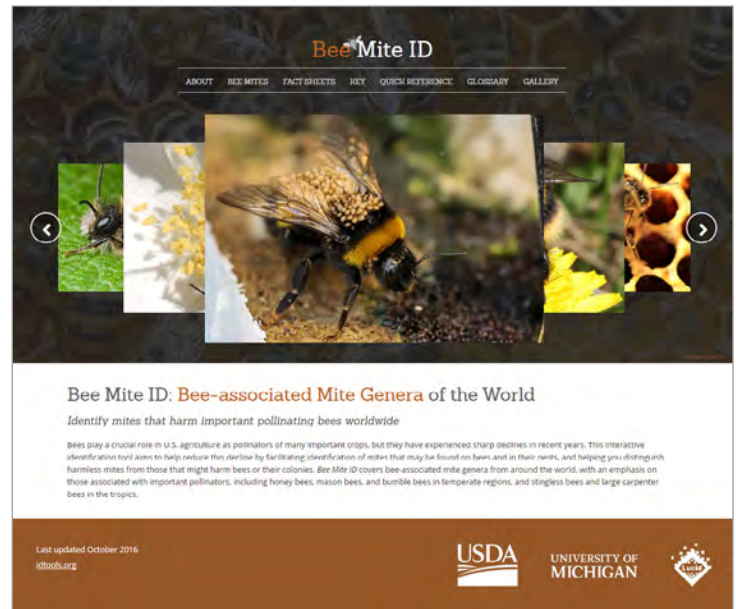 Bee Mite ID
ABOUT BEE MITES FACT SHEETS KEY QUICK REFERENCE GLOSSARY GALLERY
Bee Mite ID: Bee-associated Mite Genera of the World
Identify mites that harm important pollinating bees worldwide
Bees play a crucial role in U.S. agriculture as pollinators of many important crops, but they have experienced sharp declines in recent years. This interactive
identification tool aims to help reduce this decline by facilitating identification of mites that may be found on bees and in their nests, and helping you distinguish
harmless mites from those that might harm bees or their colonies. Bee Mite ID covers bee-associated mite genera from around the world, with an emphasis on
those associated with important pollinators, including honey bees, mason bees, and bumble bees in temperate regions, and stingless bees and large carpenter
bees in the tropics.
Last updated October 2016
idtools.org
USDA
UNIVERSITY OF
MICHIGAN
Lucid